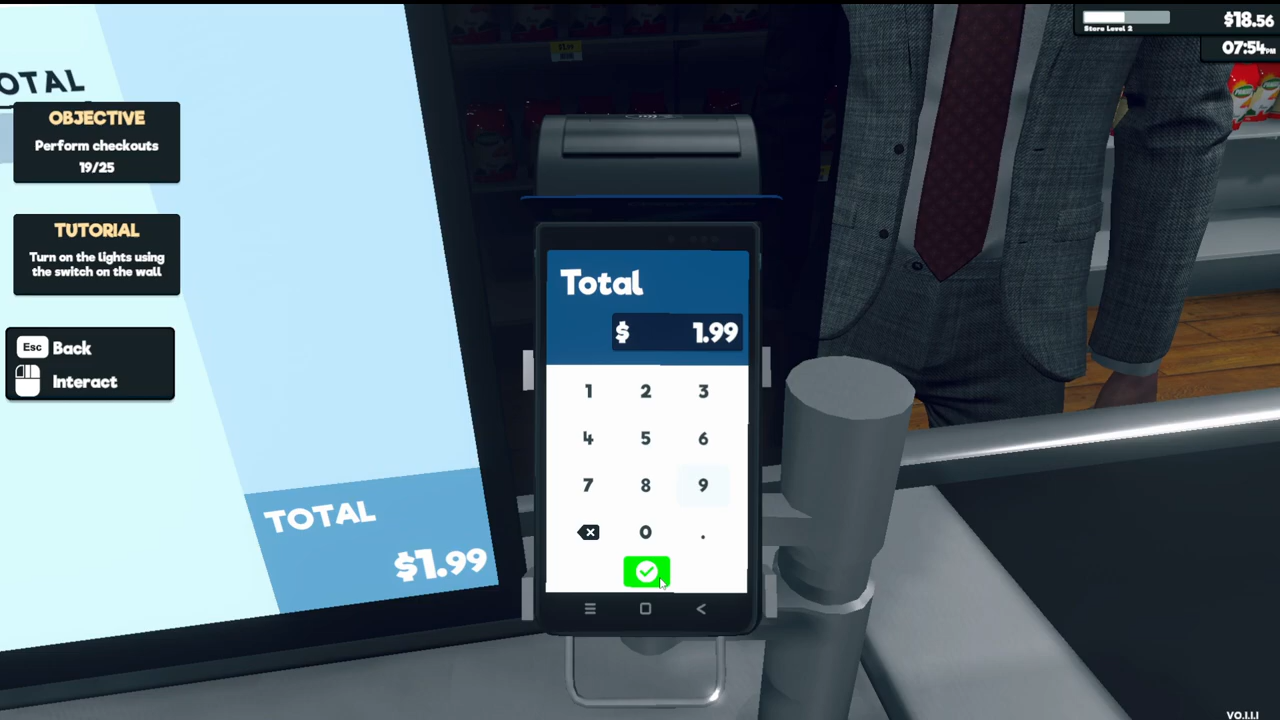 $18.56
Store Level 2
07:54PM
OTAL
OBJECTIVE
Perform checkouts
19/25
TUTORIAL
Turn on the lights using
the switch on the wall
Esc Back
Interact
Total
$ 1.99
1 2 3
4 5 6
7 8 9
0 .
TOTAL
$1.99
V0.1.1.1